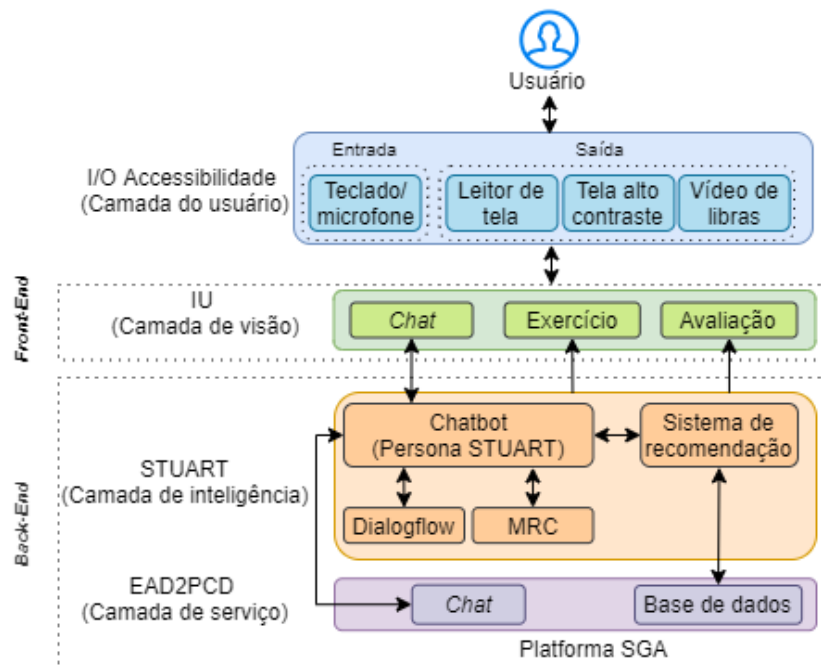 Usuário
Entrada
Saída
I/O Accessibilidade
(Camada do usuário)
Teclado/
microfone
Leitor de
tela
Tela alto
contraste
Vídeo de
libras
Front-End
IU
(Camada de visão)
Chat
Exercício
Avaliação
Back-End
STUART
(Camada de inteligência)
Chatbot
(Persona STUART)
Sistema de
recomendação
Dialogflow
MRC
EAD2PCD
(Camada de serviço)
Chat
Base de dados
Plataforma SGA